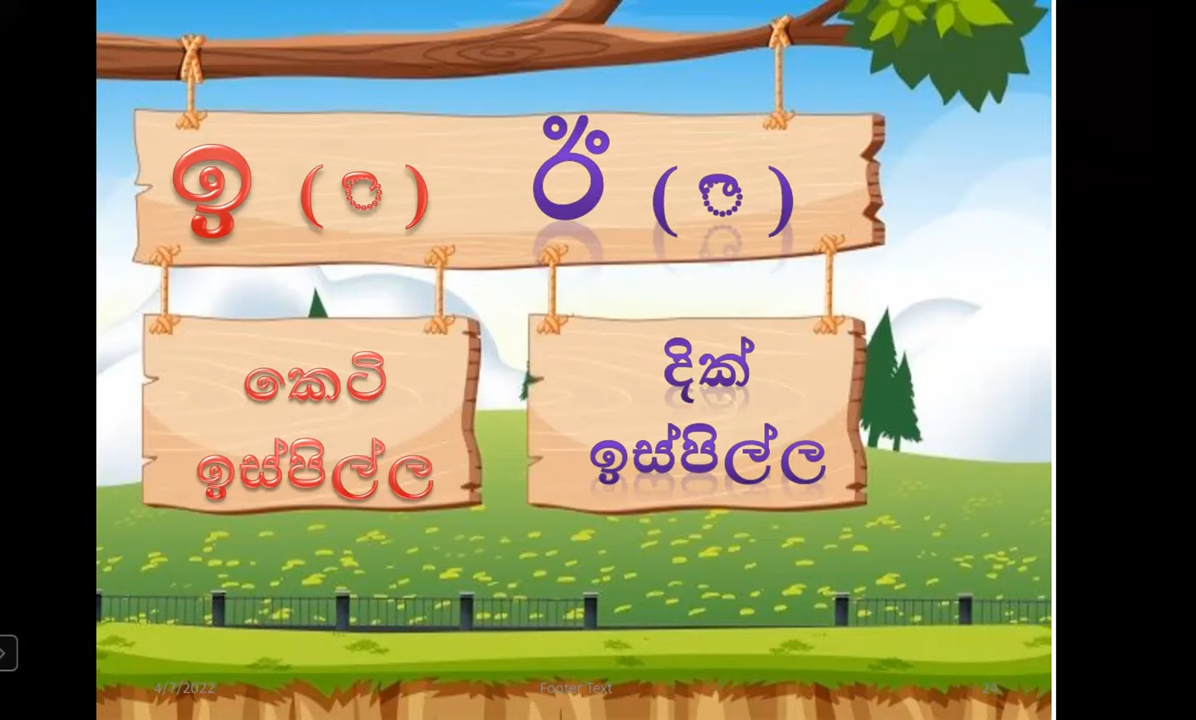 ඉ ( ි ) ඊ ( ී )
කෙටි
ඉස්පිල්ල
දික්
ඉස්පිල්ල
4/7/2022 Footer Text